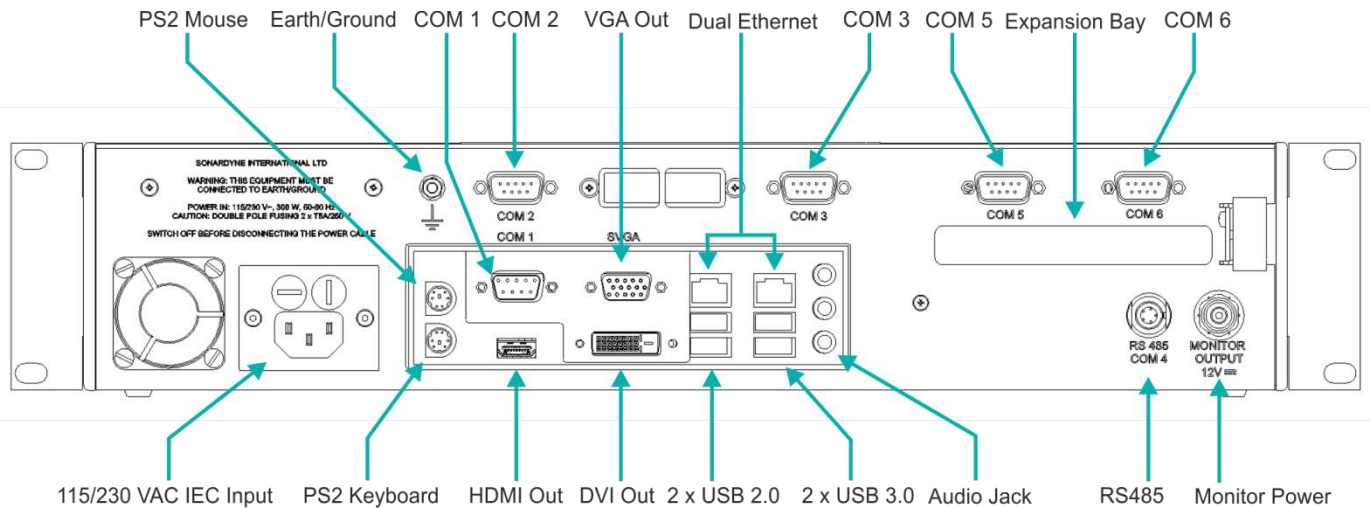 PS2 Mouse Earth/Ground COM 1 COM 2 VGA Out Dual Ethernet COM 3 COM 5 Expansion Bay COM 6
SONARDYNE INTERNATIONAL LTD
WARNING: THIS EQUIPMENT MUST BE
CONNECTED TO EARTH/GROUND
POWER IN: 115/230 V~, 300 W, 50-60 Hz
CAUTION: DOUBLE POLE FUSING 2 x T5A/250 V
SWITCH OFF BEFORE DISCONNECTING THE POWER CABLE
COM 2
COM 3
COM 5
COM 6
COM 1
SVGA
RS 485
COM 4
MONITOR
OUTPUT
12V
115/230 VAC IEC Input PS2 Keyboard HDMI Out DVI Out 2 x USB 2.0 2 x USB 3.0 Audio Jack RS485 Monitor Power